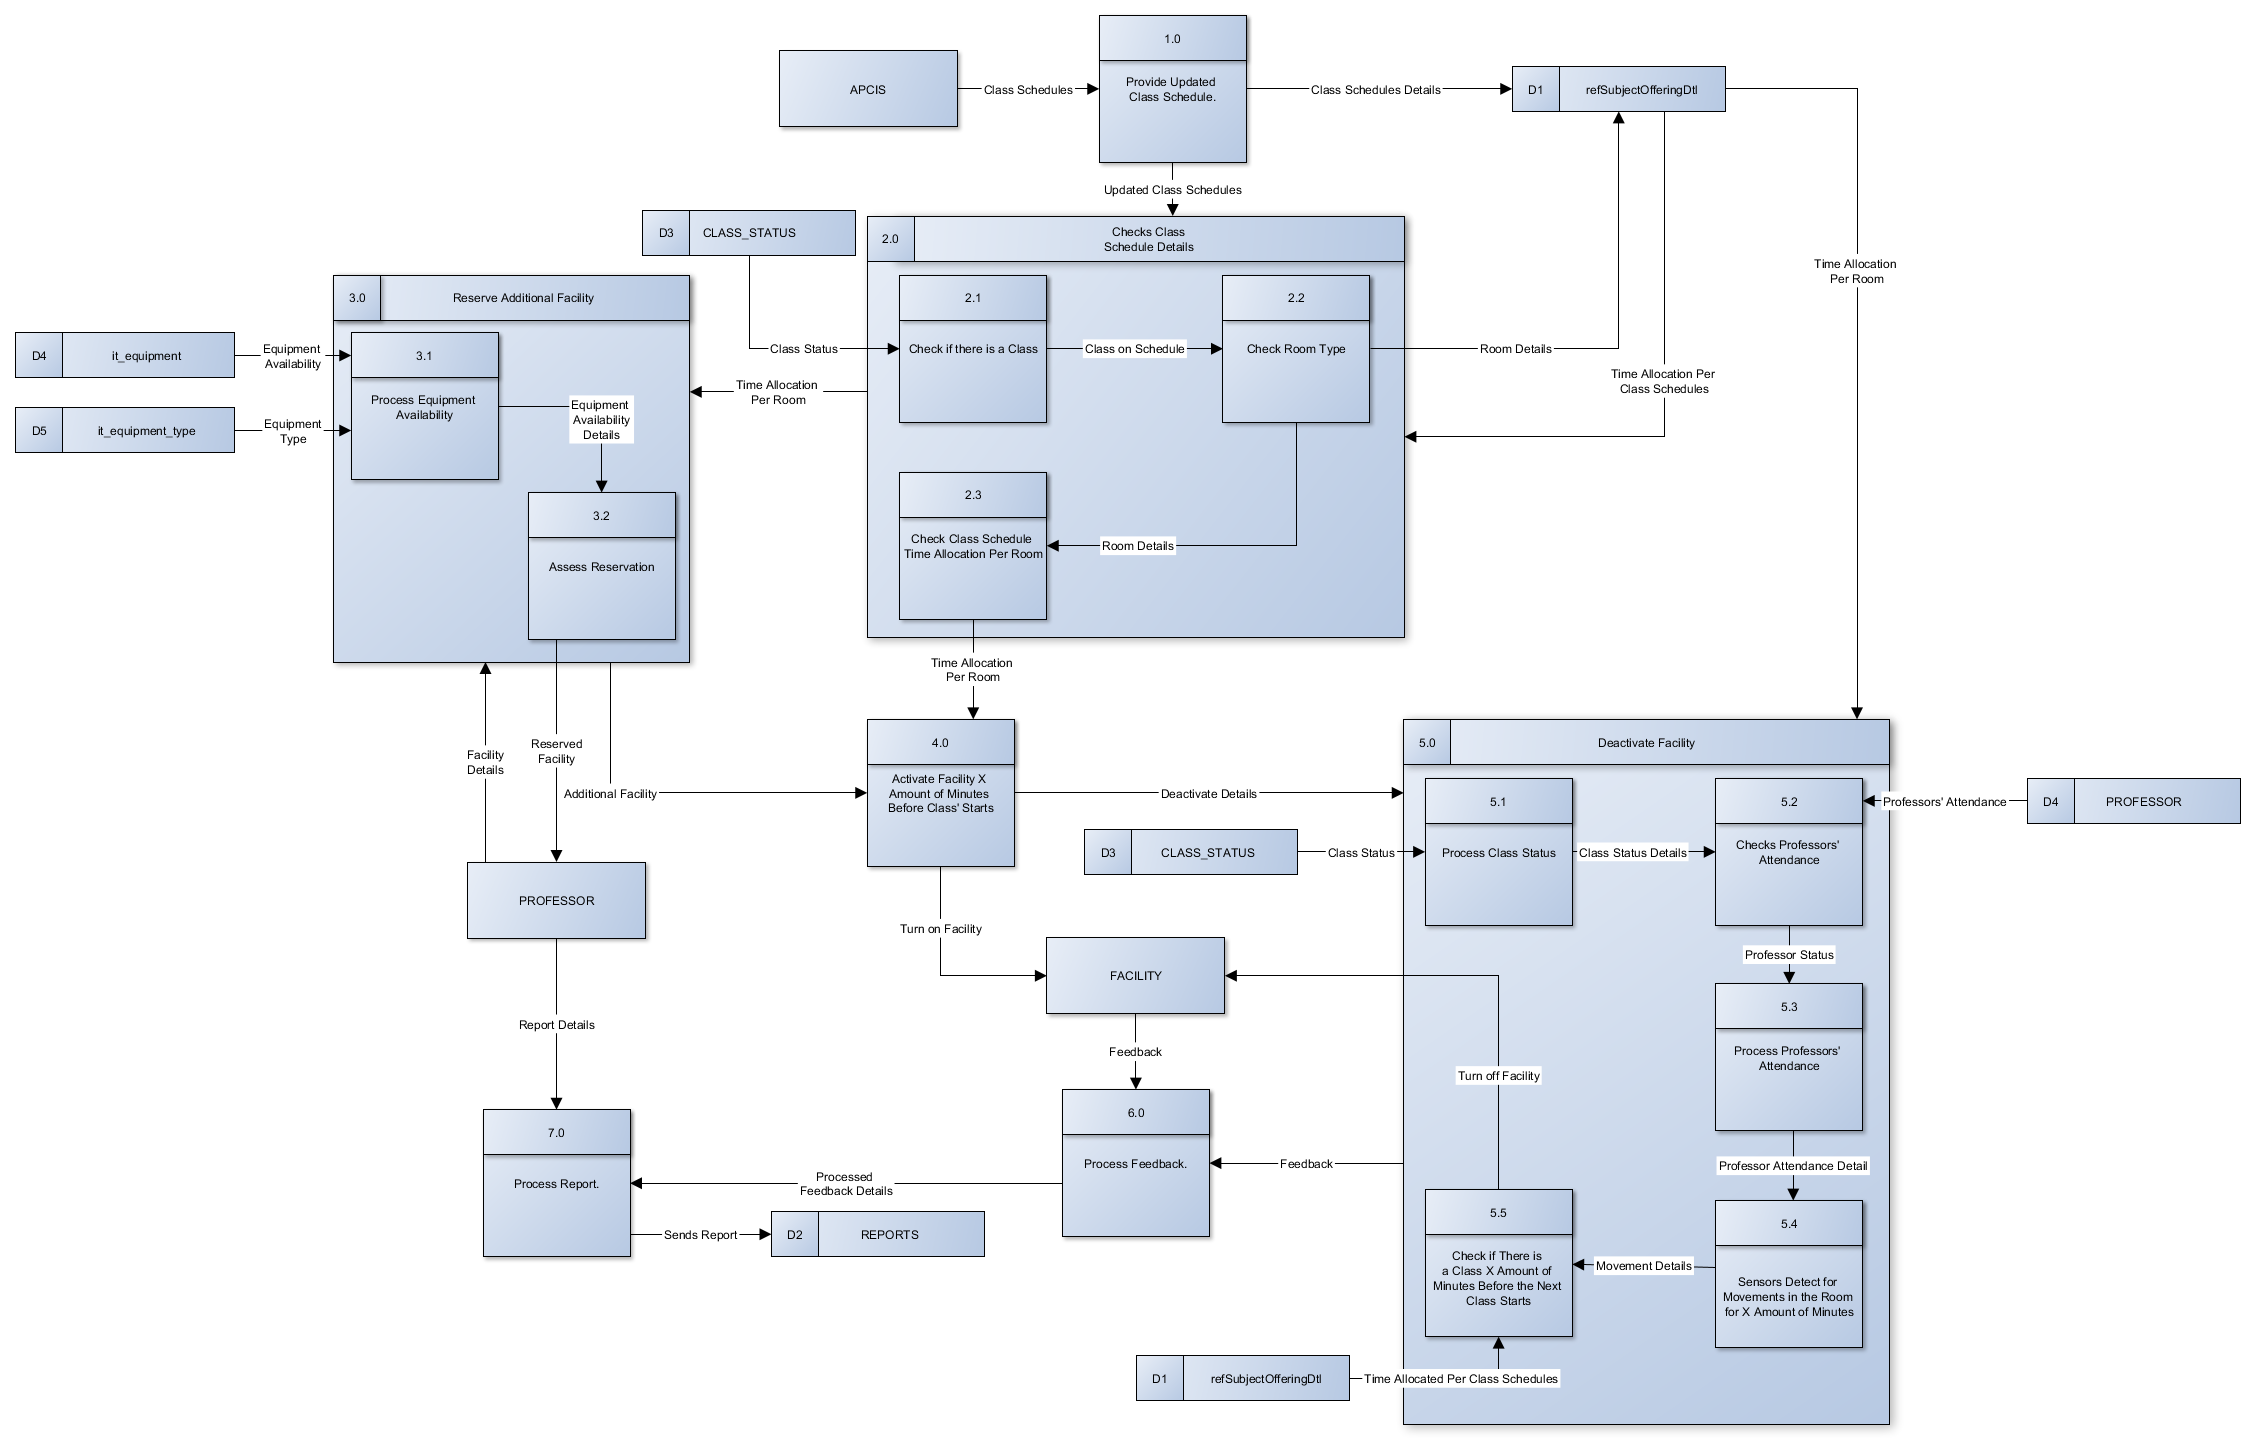 1.0
Provide Updated
Class Schedule.
APCIS
Class Schedules
Class Schedules Details
D1
refSubjectOfferingDtl
Updated Class Schedules
D3
CLASS_STATUS
2.0
Checks Class
Schedule Details
Time Allocation
Per Room
3.0
Reserve Additional Facility
2.1
Check if there is a Class
2.2
Check Room Type
Class Status
Class on Schedule
Room Details
D4
it_equipment
Equipment
Availability
3.1
Process Equipment
Availability
Time Allocation
Per Room
Time Allocation Per
Class Schedules
D5
it_equipment_type
Equipment
Type
Equipment
Availability
Details
2.3
Check Class Schedule
Time Allocation Per Room
Room Details
3.2
Assess Reservation
Time Allocation
Per Room
Facility
Details
Reserved
Facility
Additional Facility
4.0
Activate Facility X
Amount of Minutes
Before Class' Starts
Deactivate Details
5.0
Deactivate Facility
5.1
Process Class Status
5.2
Checks Professors'
Attendance
Professors' Attendance
D4
PROFESSOR
D3
CLASS_STATUS
Class Status
Class Status Details
PROFESSOR
Turn on Facility
Professor Status
FACILITY
5.3
Process Professors'
Attendance
Report Details
Feedback
Turn off Facility
7.0
Process Report.
6.0
Process Feedback.
Feedback
Professor Attendance Detail
Processed
Feedback Details
5.5
Check if There is
a Class X Amount of
Minutes Before the Next
Class Starts
5.4
Sensors Detect for
Movements in the Room
for X Amount of Minutes
Movement Details
Sends Report
D2
REPORTS
D1
refSubjectOfferingDtl
Time Allocated Per Class Schedules